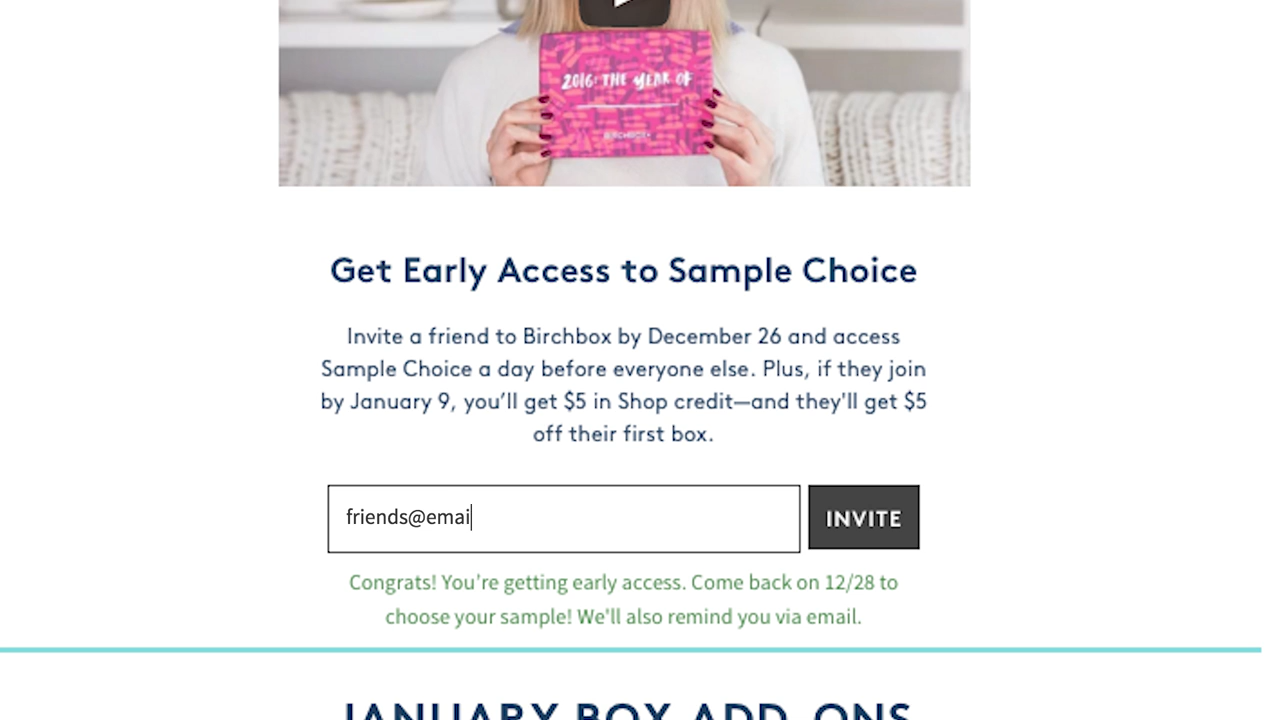 2016: THE YEAR OF
BIRCHBOX
Get Early Access to Sample Choice
Invite a friend to Birchbox by December 26 and access
Sample Choice a day before everyone else. Plus, if they join
by January 9, you’ll get $5 in Shop credit—and they'll get $5
off their first box.
friends@emai
INVITE
Congrats! You're getting early access. Come back on 12/28 to
choose your sample! We'll also remind you via email.
JANUARY BOX ADD-ONS